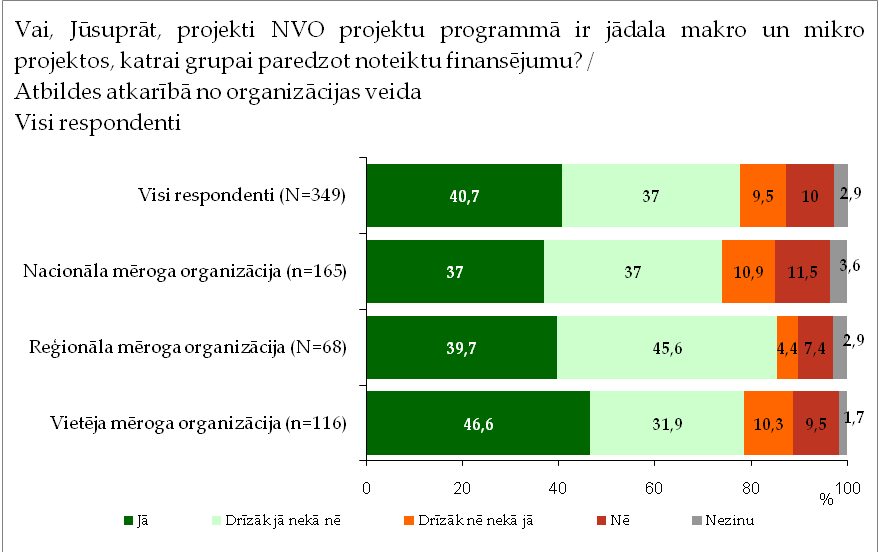 Vai, Jūsuprāt, projekti NVO projektu programmā ir jādala makro un mikro
projektos, katrai grupai paredzot noteiktu finansējumu? /
Atbildes atkarībā no organizācijas veida
Visi respondenti
Visi respondenti (N=349)
40,7
37
9,5
10
2,9
Nacionāla mēroga organizācija (n=165)
37
37
10,9
11,5
3,6
Reģionāla mēroga organizācija (N=68)
39,7
45,6
4,4
7,4
2,9
Vietēja mēroga organizācija (n=116)
46,6
31,9
10,3
9,5
1,7
0 20 40 60 80 100
%
Jā Drīzāk jā nekā nē Drīzāk nē nekā jā Nē Nezinu